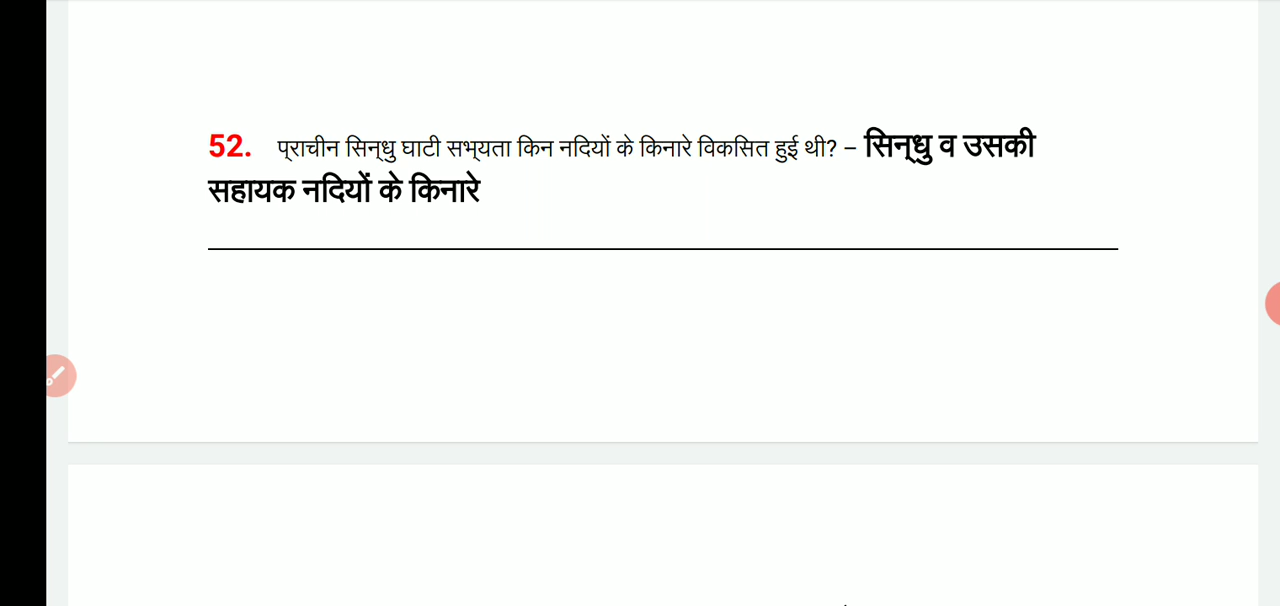 52. प्राचीन सिन्धु घाटी सभ्यता किन नदियों के किनारे विकसित हुई थी? – सिन्धु व उसकी
सहायक नदियों के किनारे